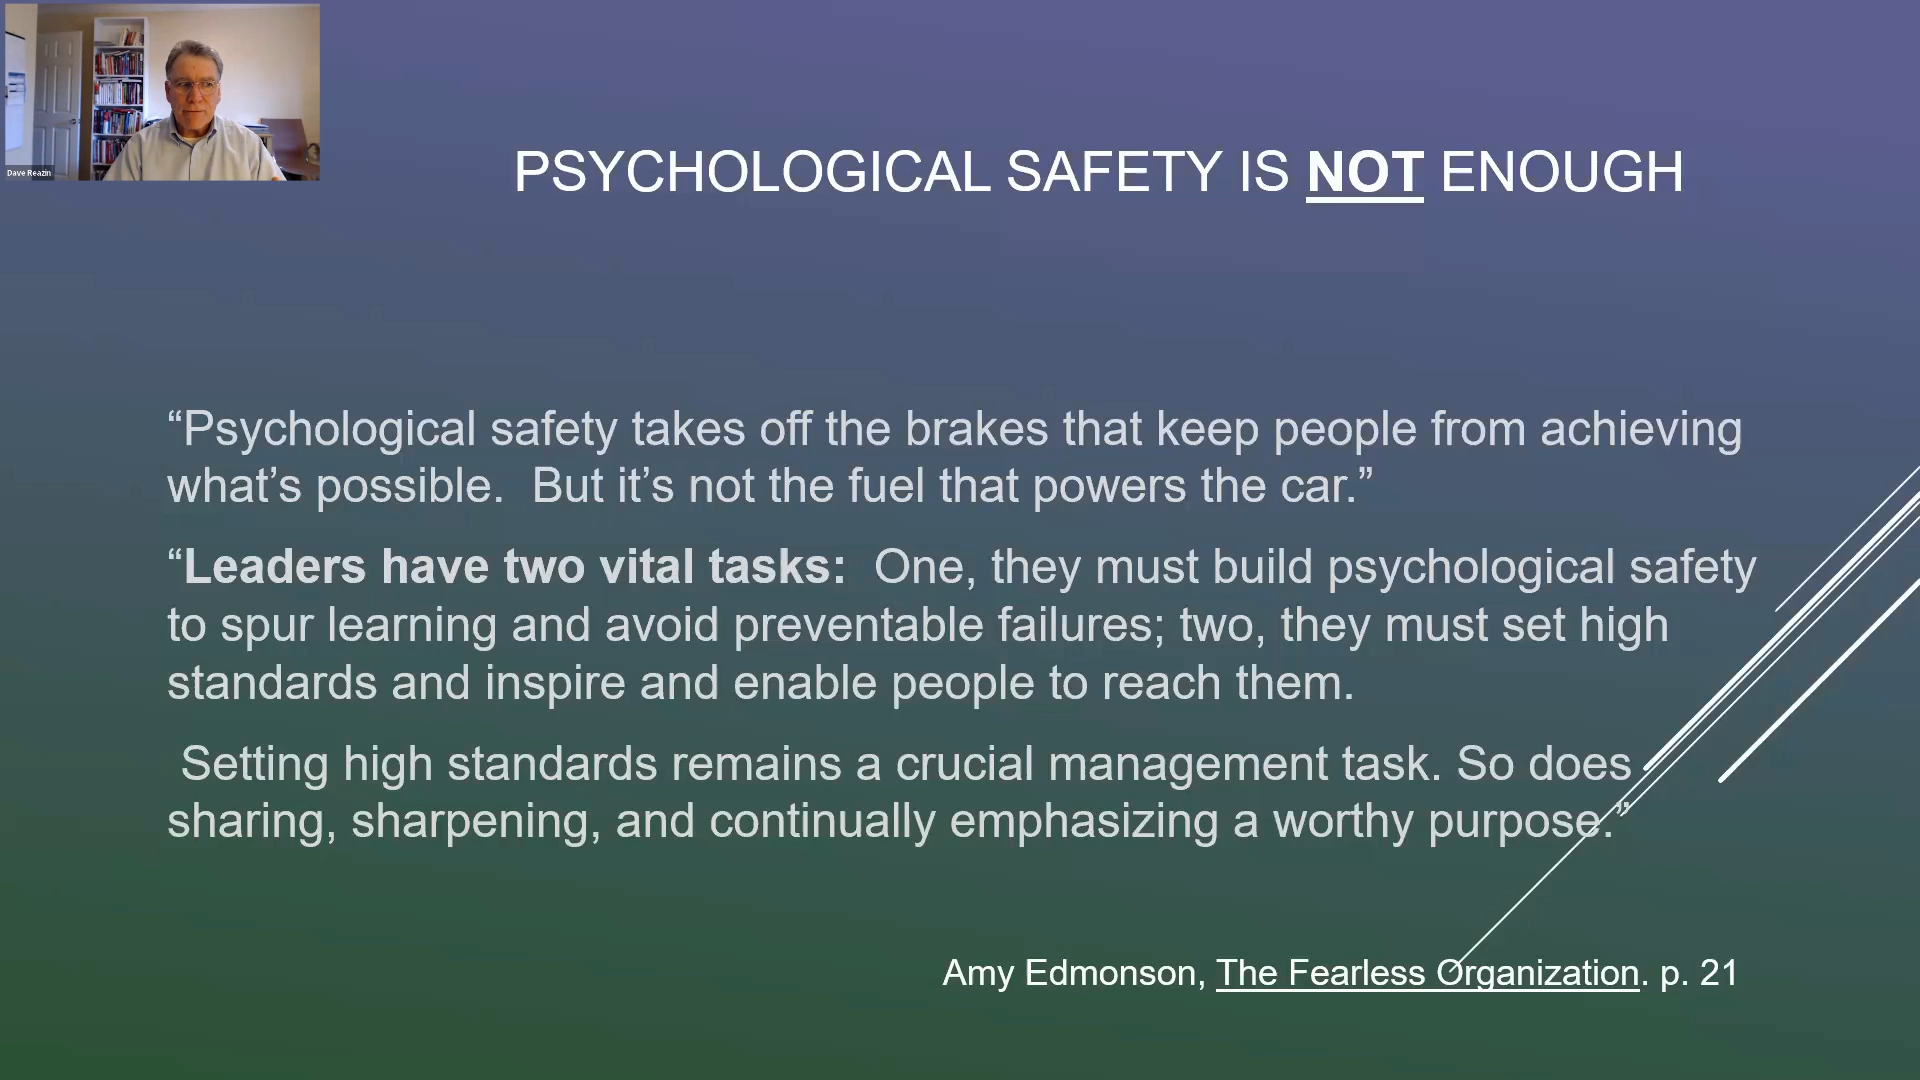 Dave Reazin
PSYCHOLOGICAL SAFETY IS NOT ENOUGH
“Psychological safety takes off the brakes that keep people from achieving
what’s possible.  But it’s not the fuel that powers the car.”
“Leaders have two vital tasks:  One, they must build psychological safety
to spur learning and avoid preventable failures; two, they must set high
standards and inspire and enable people to reach them.
Setting high standards remains a crucial management task. So does
sharing, sharpening, and continually emphasizing a worthy purpose.”
Amy Edmonson, The Fearless Organization. p. 21